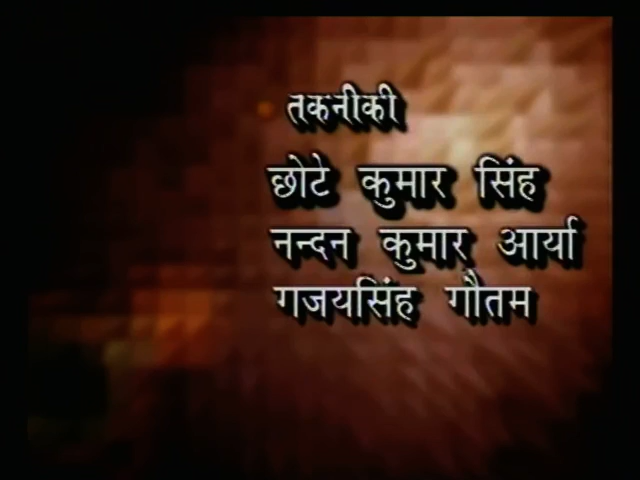 तकनीकी
छोटे कुमार सिंह
नन्दन कुमार आर्या
गजयसिंह गौतम